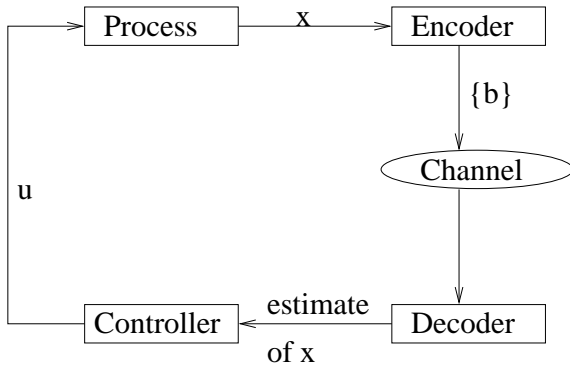 Process
x
Encoder
{b}
Channel
u
estimate
of x
Controller
Decoder